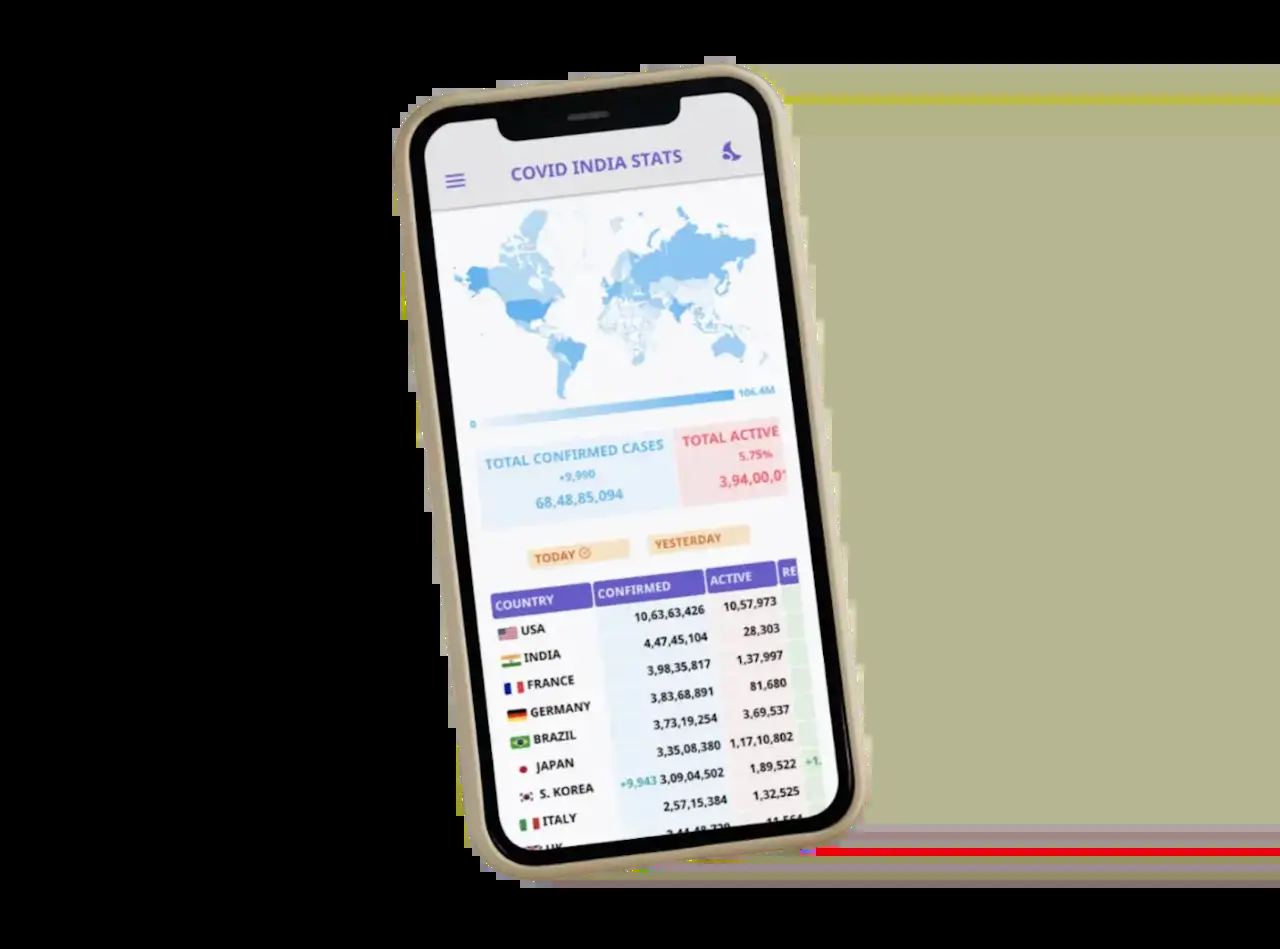 COVID INDIA STATS
0 106.4M
TOTAL CONFIRMED CASES
+9,990
68,48,85,094
TOTAL ACTIVE
5.75%
3,94,00,0
TODAY
YESTERDAY
COUNTRY CONFIRMED ACTIVE RE
USA 10,63,63,426 10,57,973
INDIA 4,47,45,104 28,303
FRANCE 3,98,35,817 1,37,997
GERMANY 3,83,68,891 81,680
BRAZIL 3,73,19,254 3,69,537
JAPAN 3,35,08,380 1,17,10,802
S. KOREA +9,943 3,09,04,502 1,89,522 +1.
ITALY 2,57,15,384 1,32,525
UK